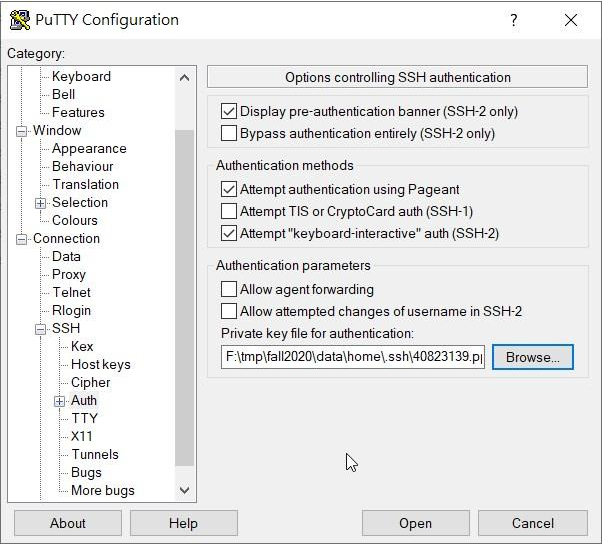 PuTTY Configuration
Category:
Keyboard
Bell
Features
Window
Appearance
Behaviour
Translation
Selection
Colours
Connection
Data
Proxy
Telnet
Rlogin
SSH
Kex
Host keys
Cipher
Auth
TTY
X11
Tunnels
Bugs
More bugs
Options controlling SSH authentication
Display pre-authentication banner (SSH-2 only)
Bypass authentication entirely (SSH-2 only)
Authentication methods
Attempt authentication using Pageant
Attempt TIS or CryptoCard auth (SSH-1)
Attempt "keyboard-interactive" auth (SSH-2)
Authentication parameters
Allow agent forwarding
Allow attempted changes of username in SSH-2
Private key file for authentication:
F:\tmp\fall2020\data\home\.ssh\40823139.pp
Browse...
About
Help
Open
Cancel